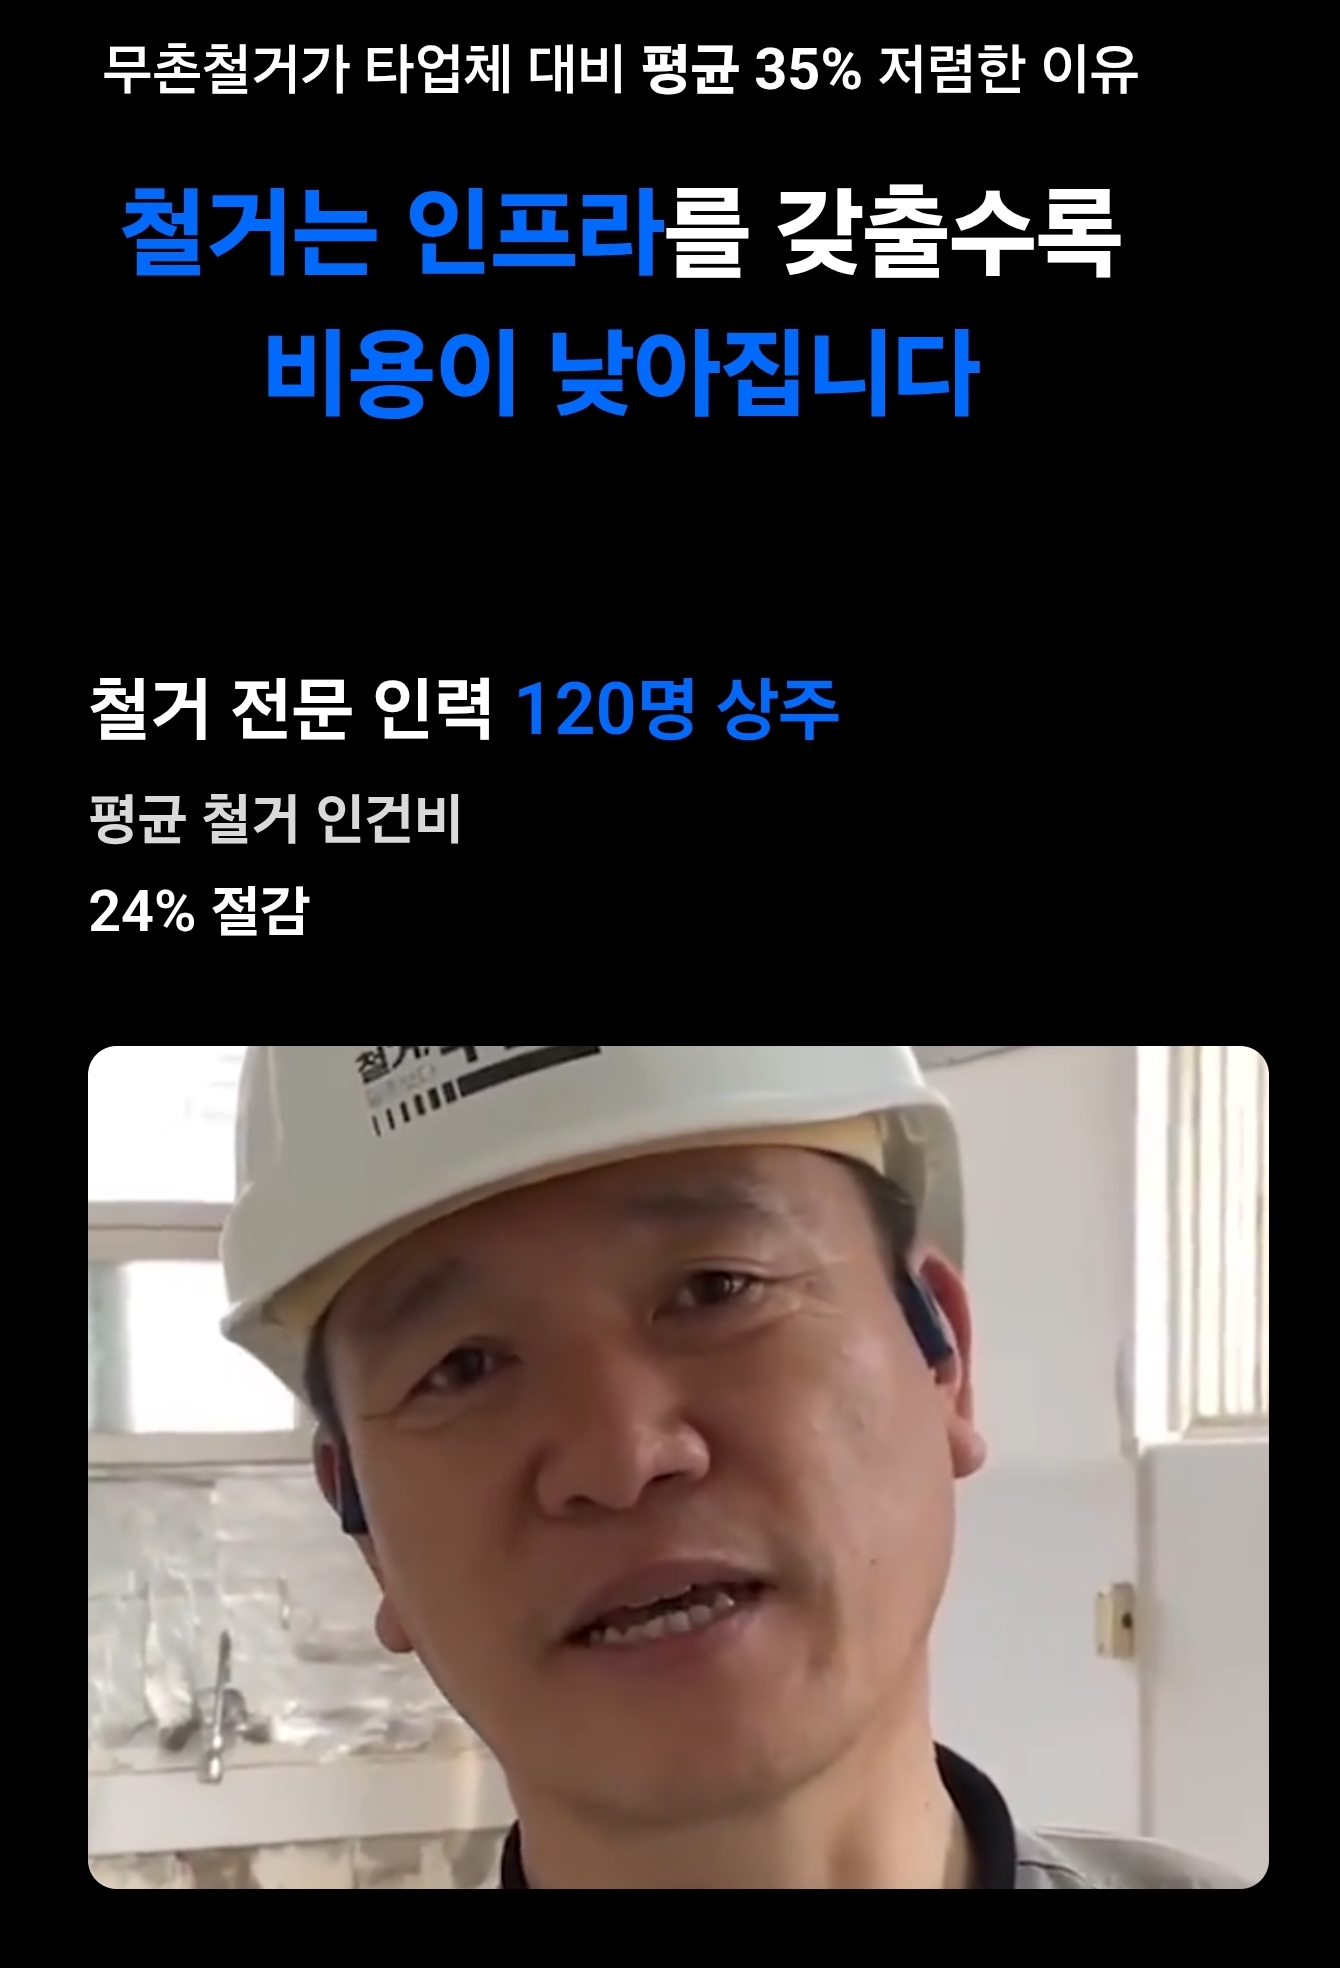 무촌철거가 타업체 대비 평균 35% 저렴한 이유
철거는 인프라를 갖출수록
비용이 낮아집니다
철거 전문 인력 120명 상주
평균 철거 인건비
24% 절감